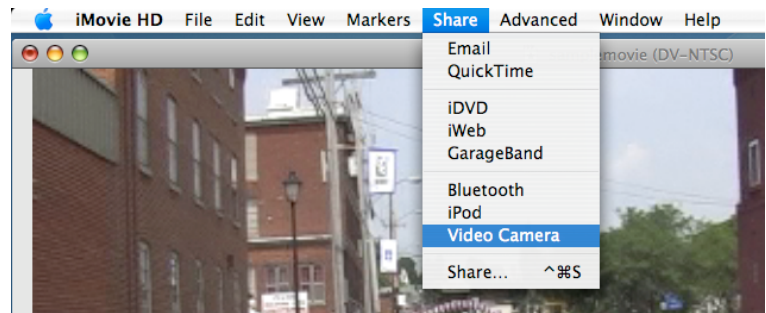 iMovie HD File Edit View Markers Share Advanced Window Help
emovie (DV-NTSC)
Email
QuickTime
iDVD
iWeb
GarageBand
Bluetooth
iPod
Video Camera
Share... ^⌘S